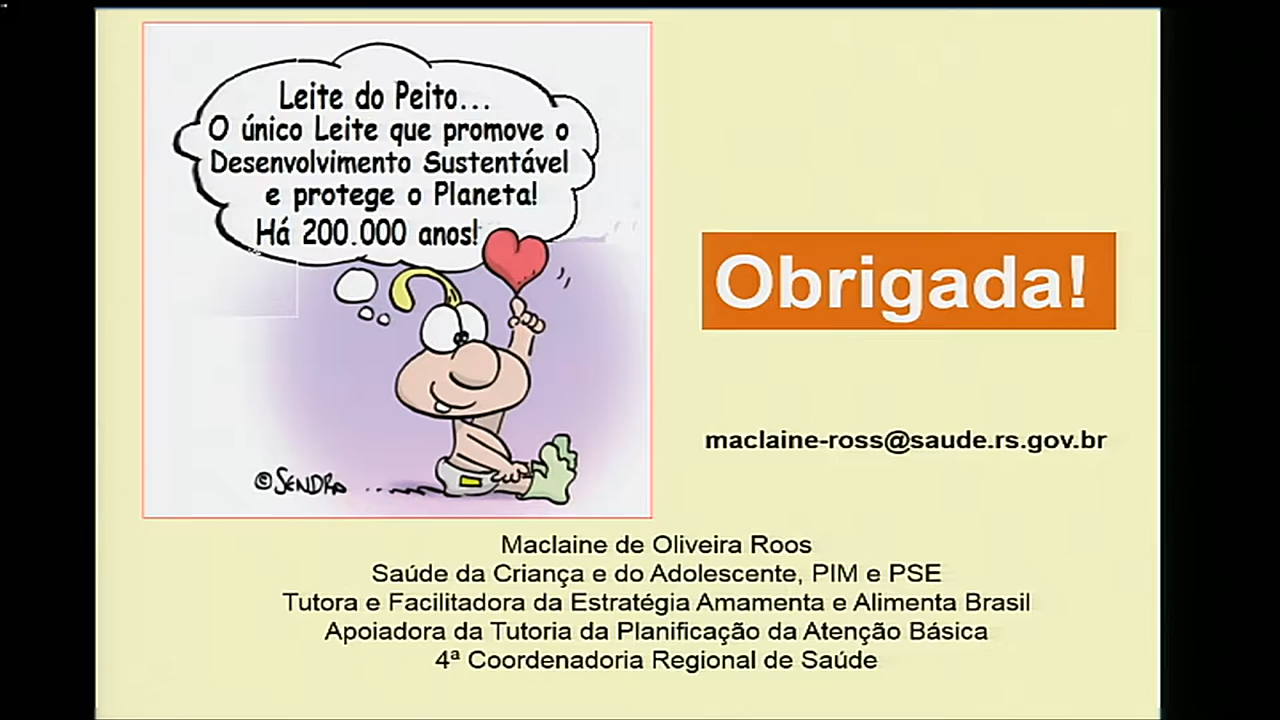 Leite do Peito...
O único Leite que promove o
Desenvolvimento Sustentável
e protege o Planeta!
Há 200.000 anos!
©SENDRA
Obrigada!
maclaine-ross@saude.rs.gov.br
Maclaine de Oliveira Roos
Saúde da Criança e do Adolescente, PIM e PSE
Tutora e Facilitadora da Estratégia Amamenta e Alimenta Brasil
Apoiadora da Tutoria da Planificação da Atenção Básica
4ª Coordenadoria Regional de Saúde